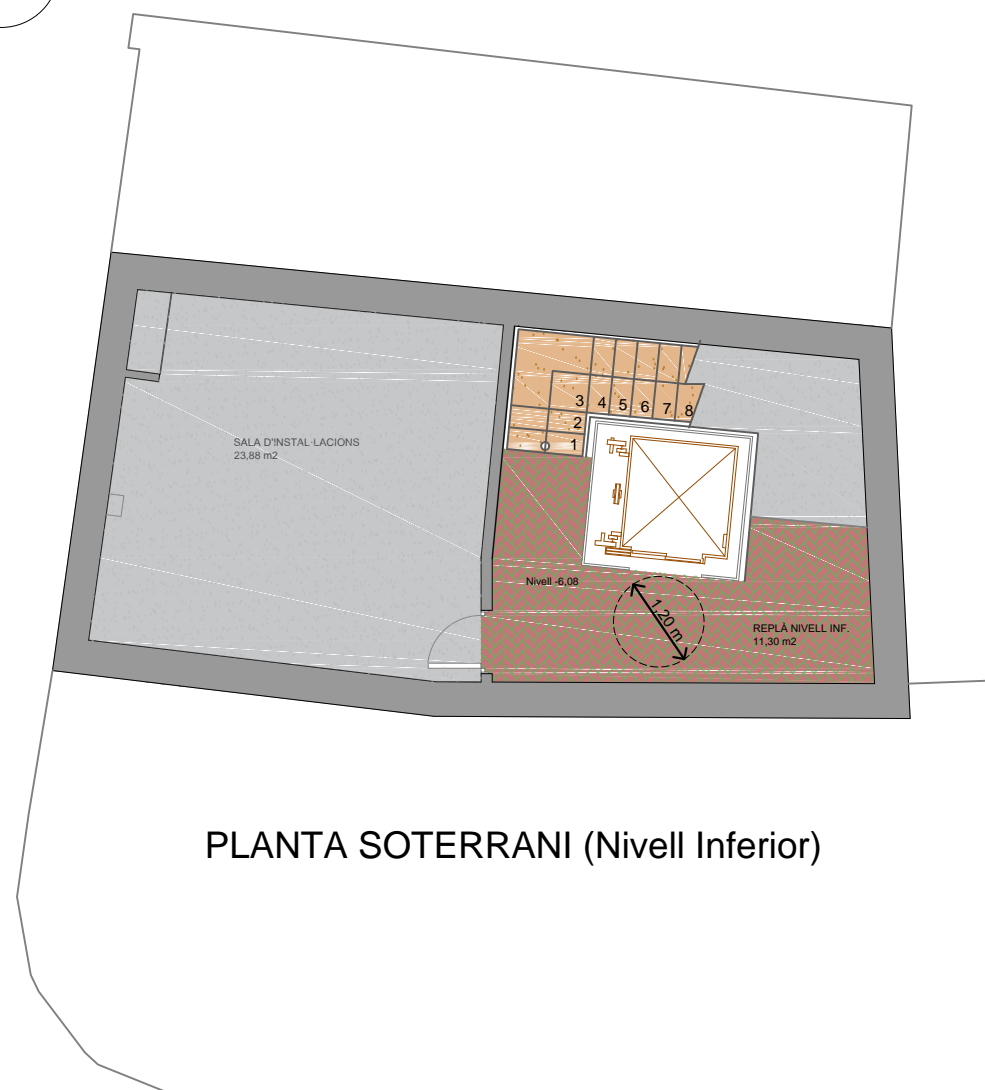 3 4 5 6 7 8
2
1
SALA D'INSTAL·LACIONS
23,88 m2
Nivell -6,08
1,20 m
REPLÀ NIVELL INF.
11,30 m2
PLANTA SOTERRANI (Nivell Inferior)